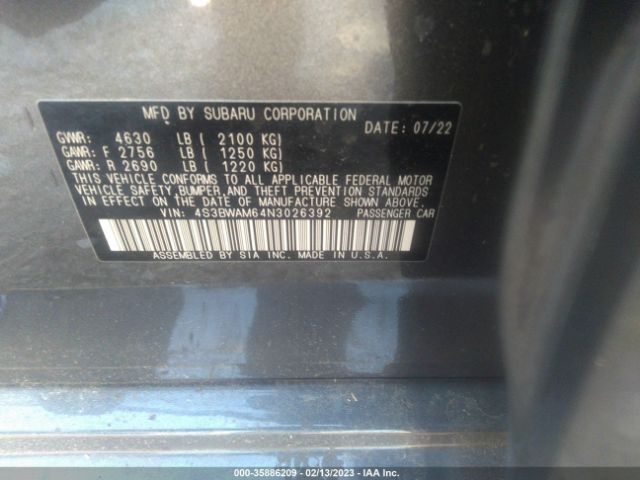 MFD BY SUBARU CORPORATION
DATE: 07/22
GVWR: 4630 LB ( 2100 KG)
GAWR: F 2756 LB ( 1250 KG)
GAWR: R 2690 LB ( 1220 KG)
THIS VEHICLE CONFORMS TO ALL APPLICABLE FEDERAL MOTOR
VEHICLE SAFETY, BUMPER, AND THEFT PREVENTION STANDARDS
IN EFFECT ON THE DATE OF MANUFACTURE SHOWN ABOVE.
VIN: 4S3BWAM64N3026392 PASSENGER CAR
ASSEMBLED BY SIA INC. MADE IN U.S.A.
000-35886209 - 02/13/2023 - IAA Inc.